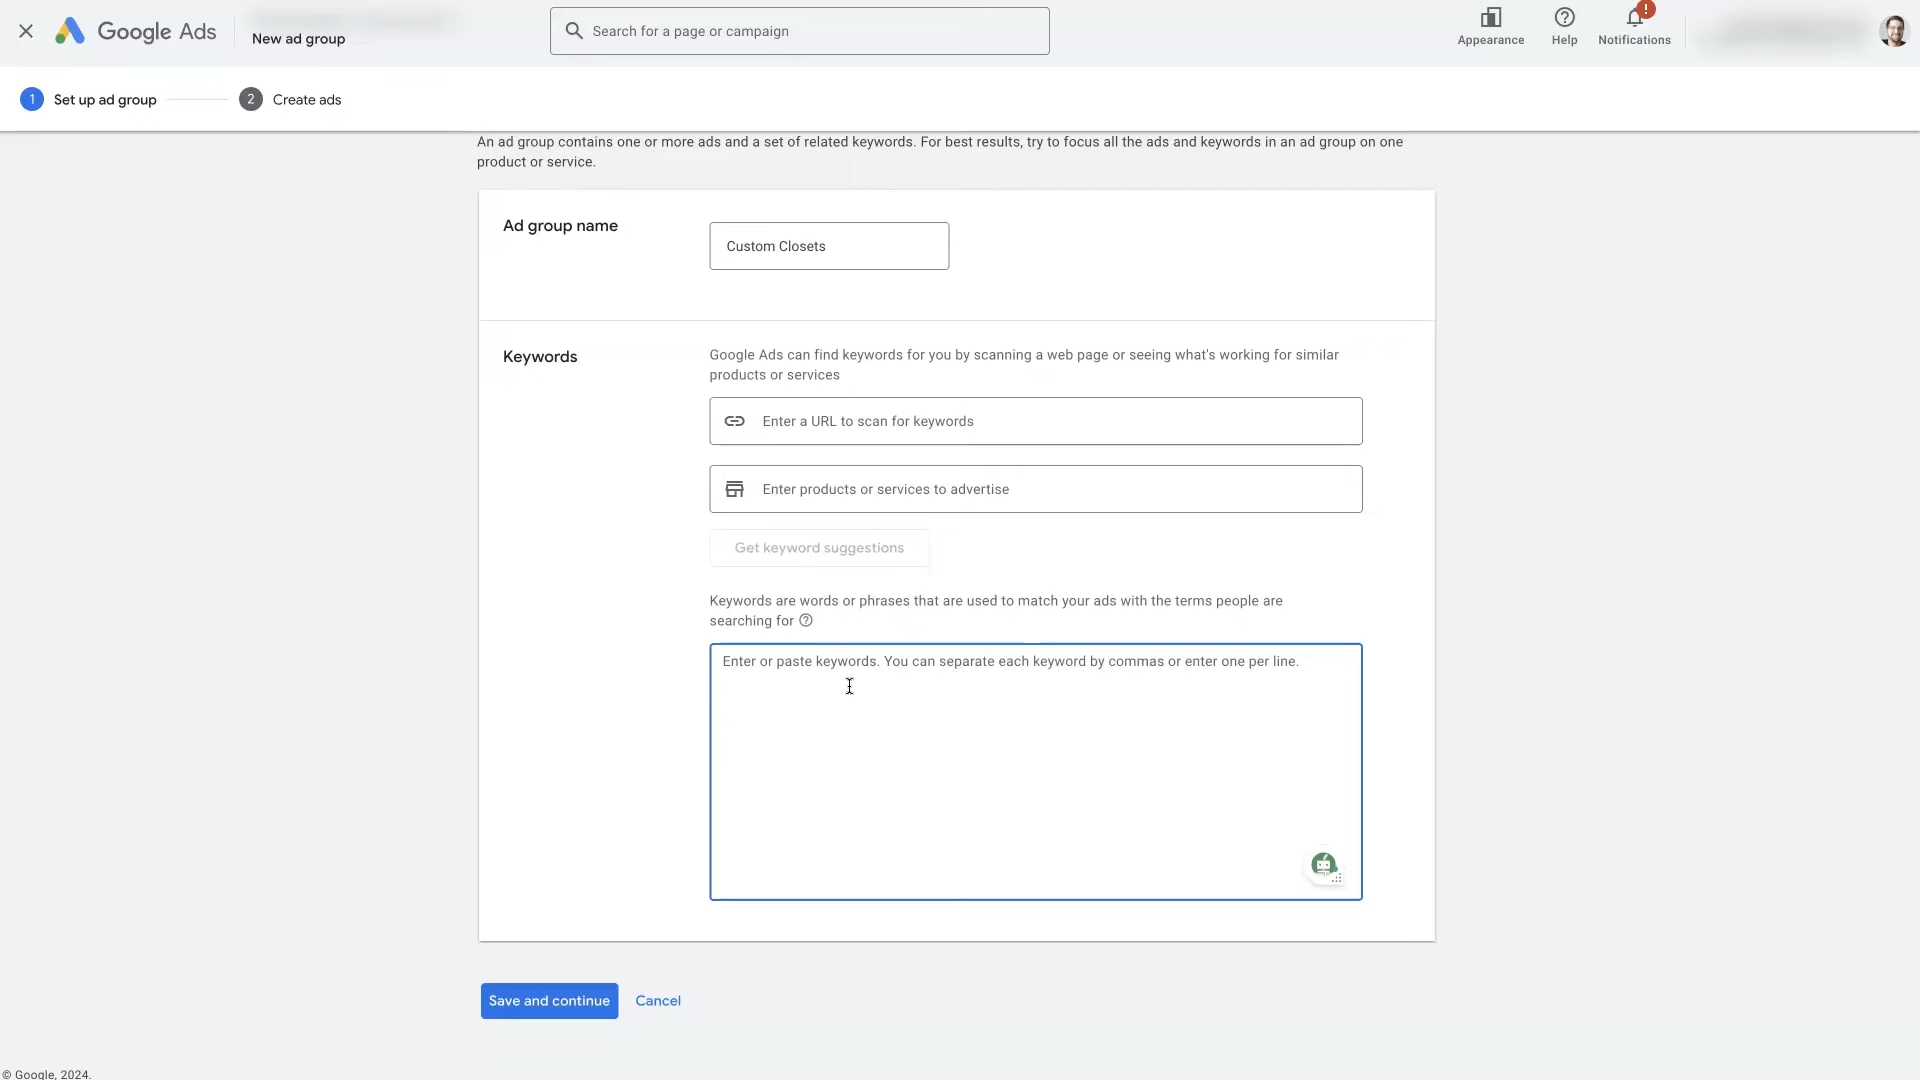 Google Ads
New ad group
Search for a page or campaign
Appearance
Help
!
Notifications
1 Set up ad group
2 Create ads
An ad group contains one or more ads and a set of related keywords. For best results, try to focus all the ads and keywords in an ad group on one
product or service.
Ad group name
Custom Closets
Keywords
Google Ads can find keywords for you by scanning a web page or seeing what's working for similar
products or services
Enter a URL to scan for keywords
Enter products or services to advertise
Get keyword suggestions
Keywords are words or phrases that are used to match your ads with the terms people are
searching for
Enter or paste keywords. You can separate each keyword by commas or enter one per line.
Save and continue
Cancel
© Google, 2024.